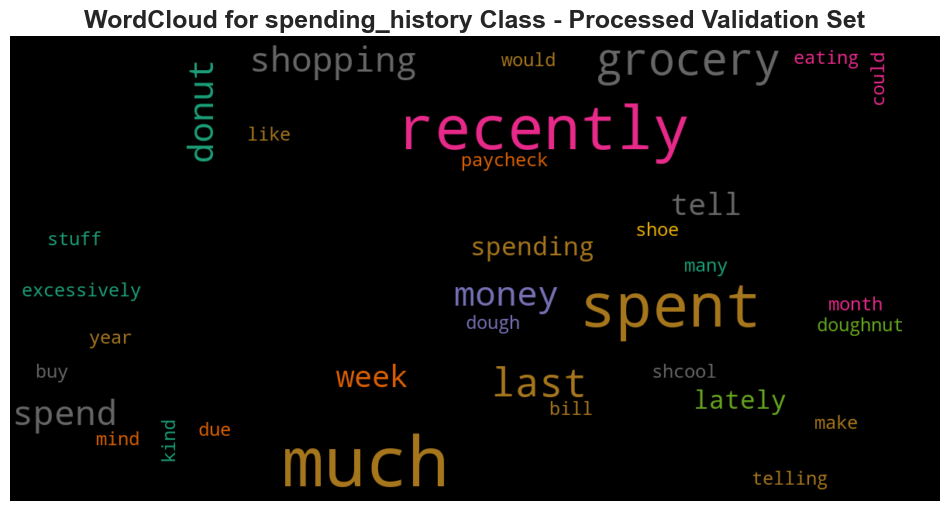 WordCloud for spending_history Class - Processed Validation Set
shopping
would
grocery
eating
could
donut
like
recently
paycheck
tell
stuff
shoe
spending
many
excessively
money
spent
month
dough
doughnut
year
buy
week
last
shcool
lately
spend
bill
mind
kind
due
make
much
telling